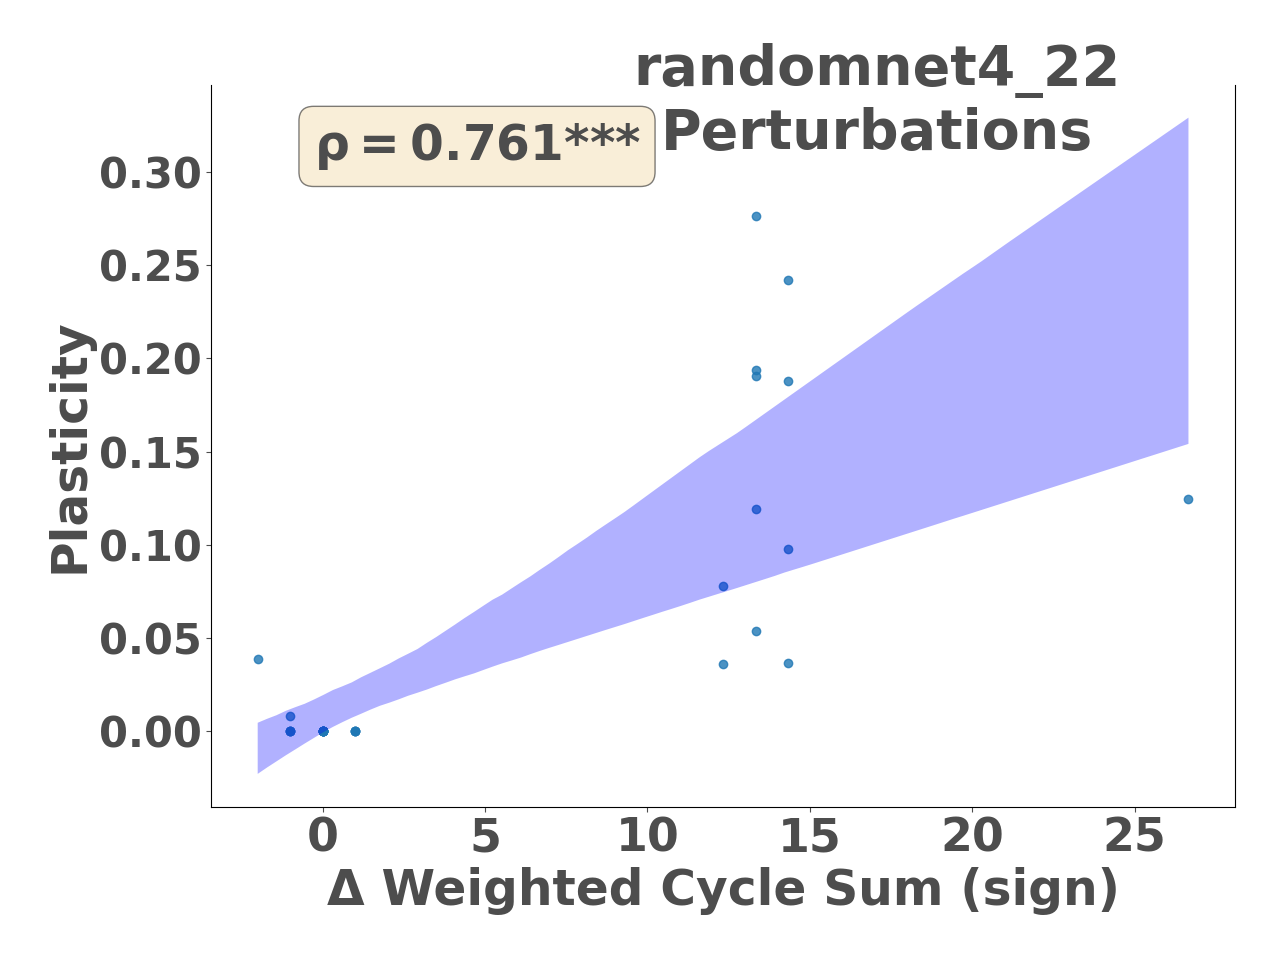 randomnet4_22
Perturbations
ρ = 0.761***
0.30
0.25
0.20
0.15
0.10
0.05
0.00
Plasticity
0 5 10 15 20 25
Δ Weighted Cycle Sum (sign)